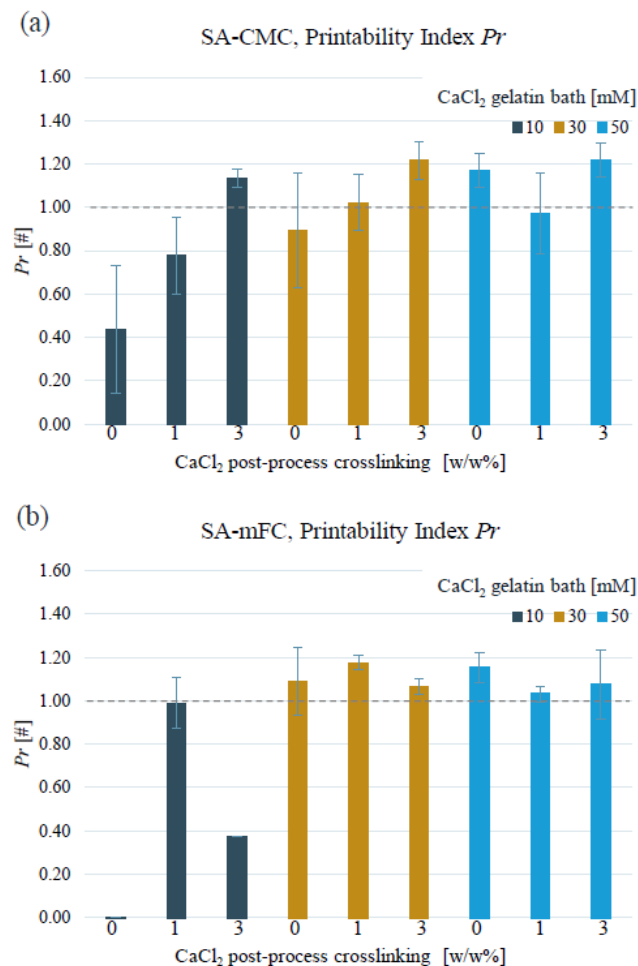 (a)
SA-CMC, Printability Index Pr
1.60
CaCl2 gelatin bath [mM]
1.40
10 30 50
1.20
1.00
0.80
Pr [#]
0.60
0.40
0.20
0.00
0 1 3 0 1 3 0 1 3
CaCl2 post-process crosslinking [w/w%]
(b)
SA-mFC, Printability Index Pr
1.60
CaCl2 gelatin bath [mM]
1.40
10 30 50
1.20
1.00
0.80
Pr [#]
0.60
0.40
0.20
0.00
0 1 3 0 1 3 0 1 3
CaCl2 post-process crosslinking [w/w%]